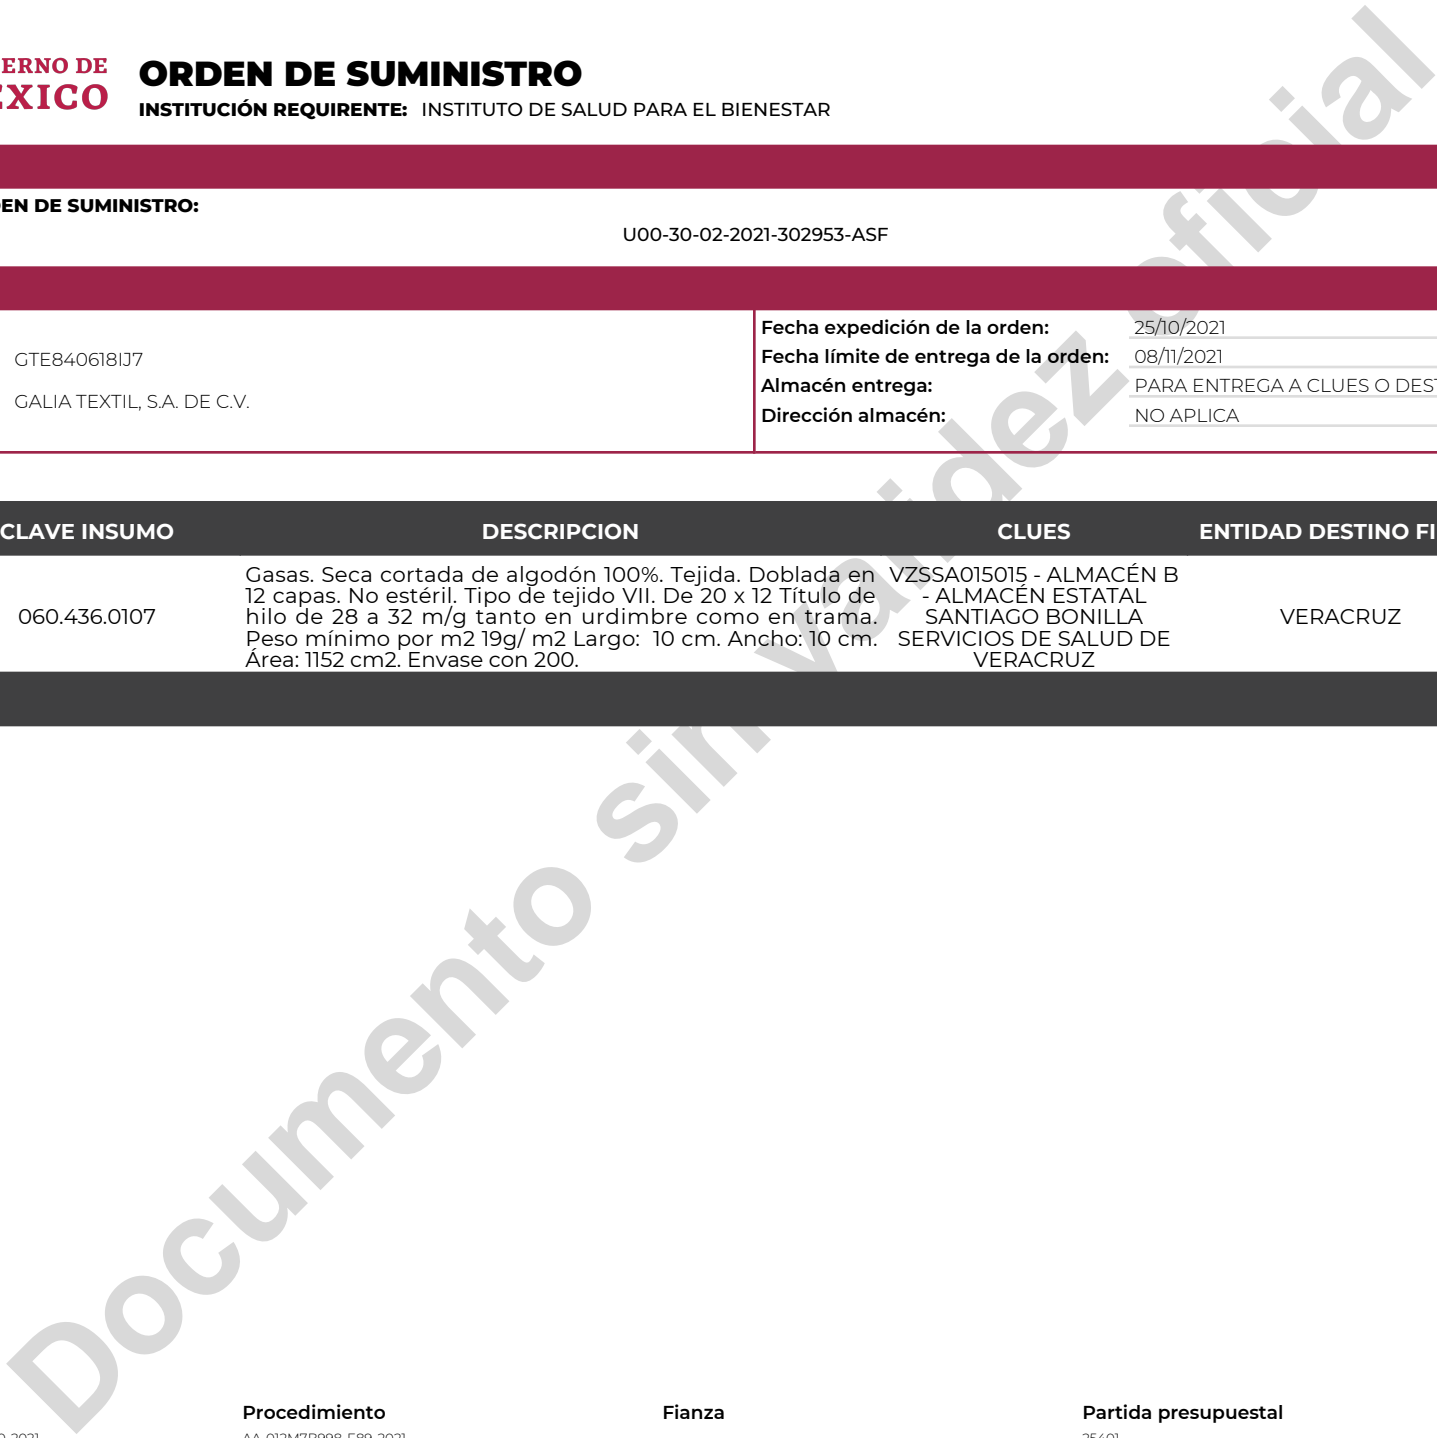 ERNO DE
ÉXICO
ORDEN DE SUMINISTRO
INSTITUCIÓN REQUIRENTE: INSTITUTO DE SALUD PARA EL BIENESTAR
EN DE SUMINISTRO:
U00-30-02-2021-302953-ASF
GTE840618IJ7
GALIA TEXTIL, S.A. DE C.V.
Fecha expedición de la orden: 25/10/2021
Fecha límite de entrega de la orden: 08/11/2021
Almacén entrega: PARA ENTREGA A CLUES O DEST
Dirección almacén: NO APLICA
CLAVE INSUMO DESCRIPCION CLUES ENTIDAD DESTINO FI
060.436.0107
Gasas. Seca cortada de algodón 100%. Tejida. Doblada en
12 capas. No estéril. Tipo de tejido VII. De 20 x 12 Título de
hilo de 28 a 32 m/g tanto en urdimbre como en trama.
Peso mínimo por m2 19g/ m2 Largo: 10 cm. Ancho: 10 cm.
Área: 1152 cm2. Envase con 200.
VZSSA015015 - ALMACÉN B
- ALMACÉN ESTATAL
SANTIAGO BONILLA
SERVICIOS DE SALUD DE
VERACRUZ
VERACRUZ
Documento sin validez oficial
Procedimiento Fianza Partida presupuestal